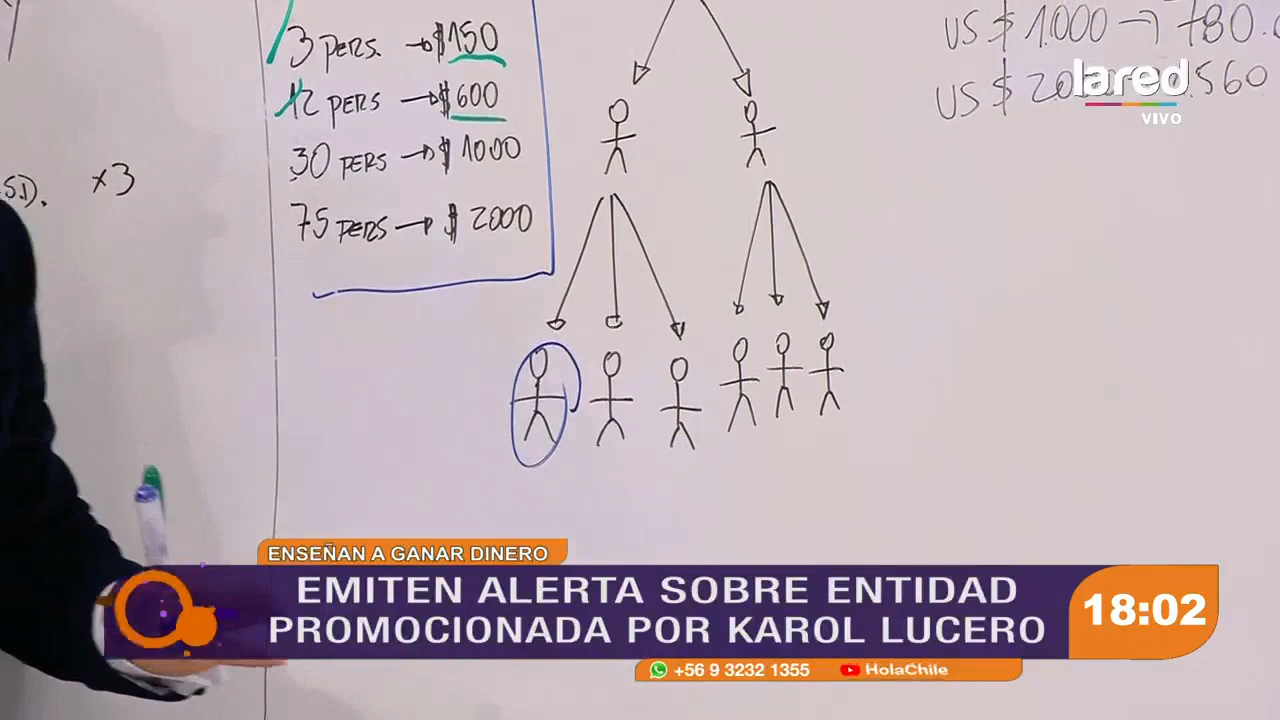 3 PERS. → $150
12 PERS → $600
30 PERS → $1000
75 PERS → $2000
S.D. x3
US $ 1.000 → 780.
US $ 560
lared
VIVO
ENSEÑAN A GANAR DINERO
EMITEN ALERTA SOBRE ENTIDAD
PROMOCIONADA POR KAROL LUCERO
18:02
+56 9 3232 1355 HolaChile